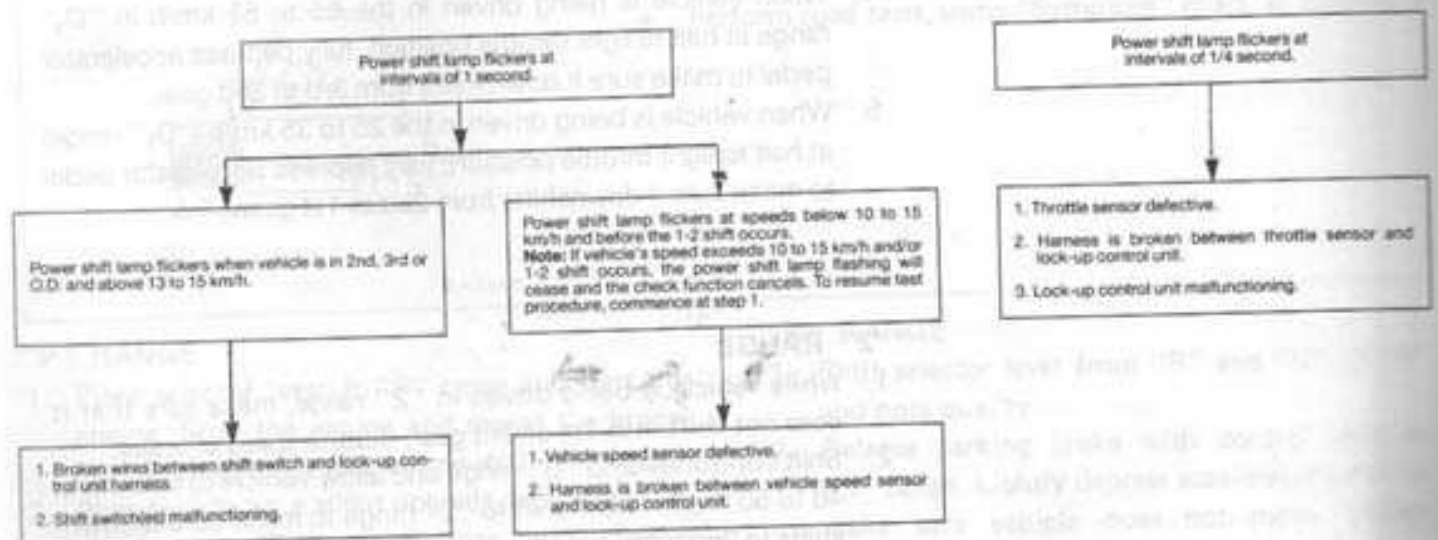 Power shift lamp flickers at
intervals of 1 second.
Power shift lamp flickers at
intervals of 1/4 second.
Power shift lamp flickers when vehicle is in 2nd, 3rd or
O.D. and above 13 to 15 km/h.
Power shift lamp flickers at speeds below 10 to 15
km/h and before the 1-2 shift occurs.
Note: If vehicle's speed exceeds 10 to 15 km/h and/or
1-2 shift occurs, the power shift lamp flashing will
cease and the check function cancels. To resume test
procedure, commence at step 1.
1. Throttle sensor defective.
2. Harness is broken between throttle sensor and
lock-up control unit.
3. Lock-up control unit malfunctioning.
1. Broken wires between shift switch and lock-up con-
trol unit harness.
2. Shift switch(es) malfunctioning.
1. Vehicle speed sensor defective.
2. Harness is broken between vehicle speed sensor
and lock-up control unit.